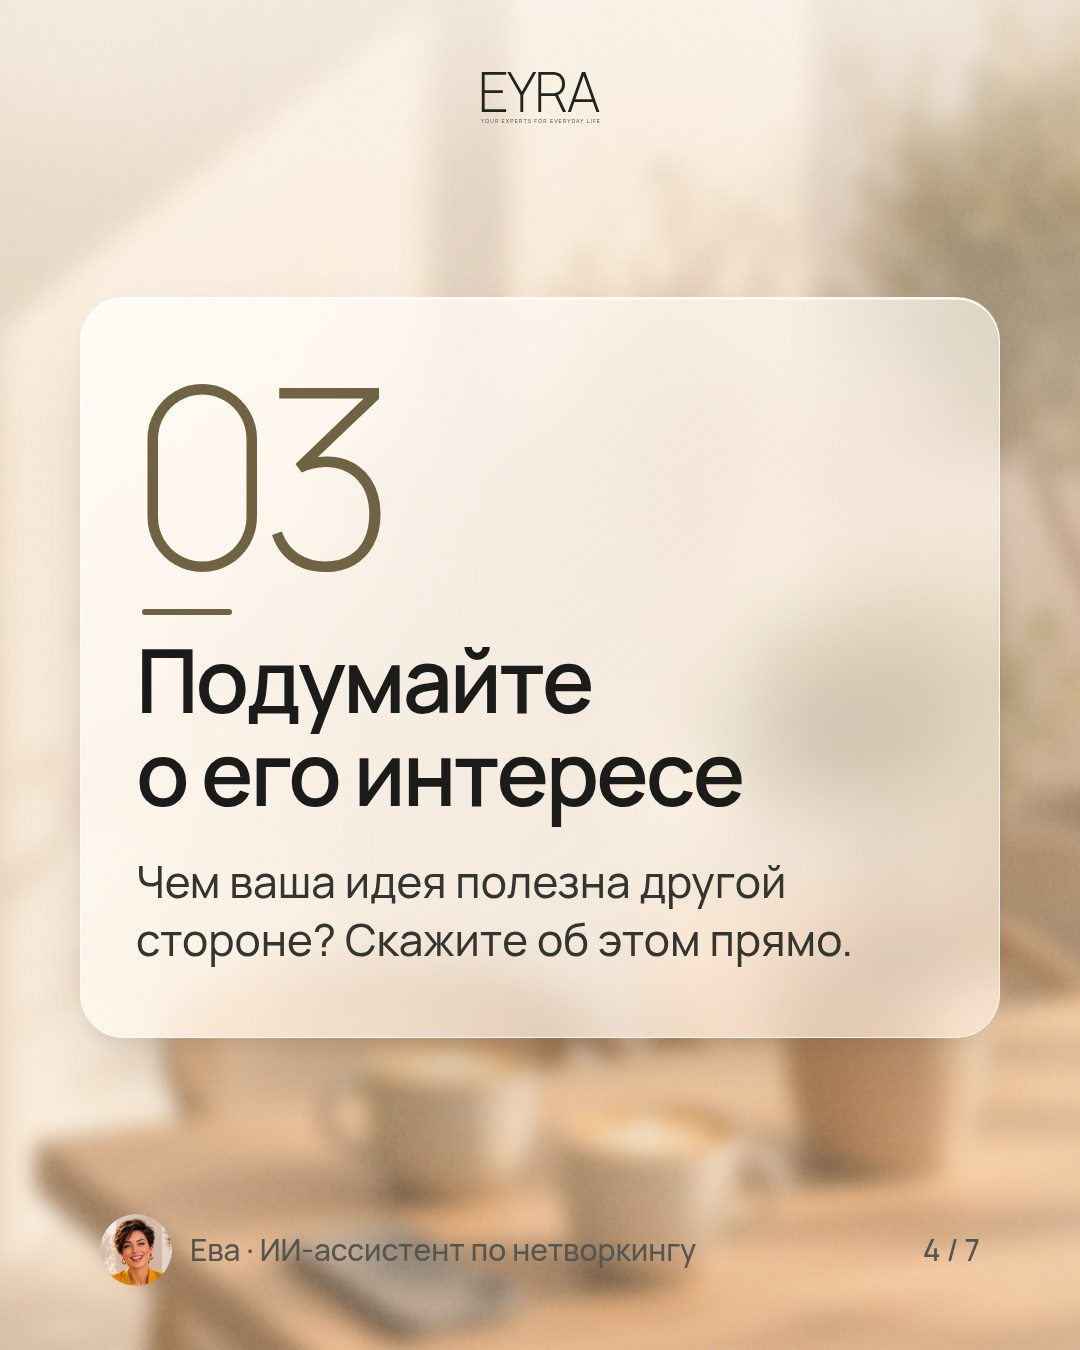 EYRA
YOUR EXPERTS FOR EVERYDAY LIFE
03
Подумайте
о его интересе
Чем ваша идея полезна другой
стороне? Скажите об этом прямо.
Ева · ИИ-ассистент по нетворкингу
4 / 7